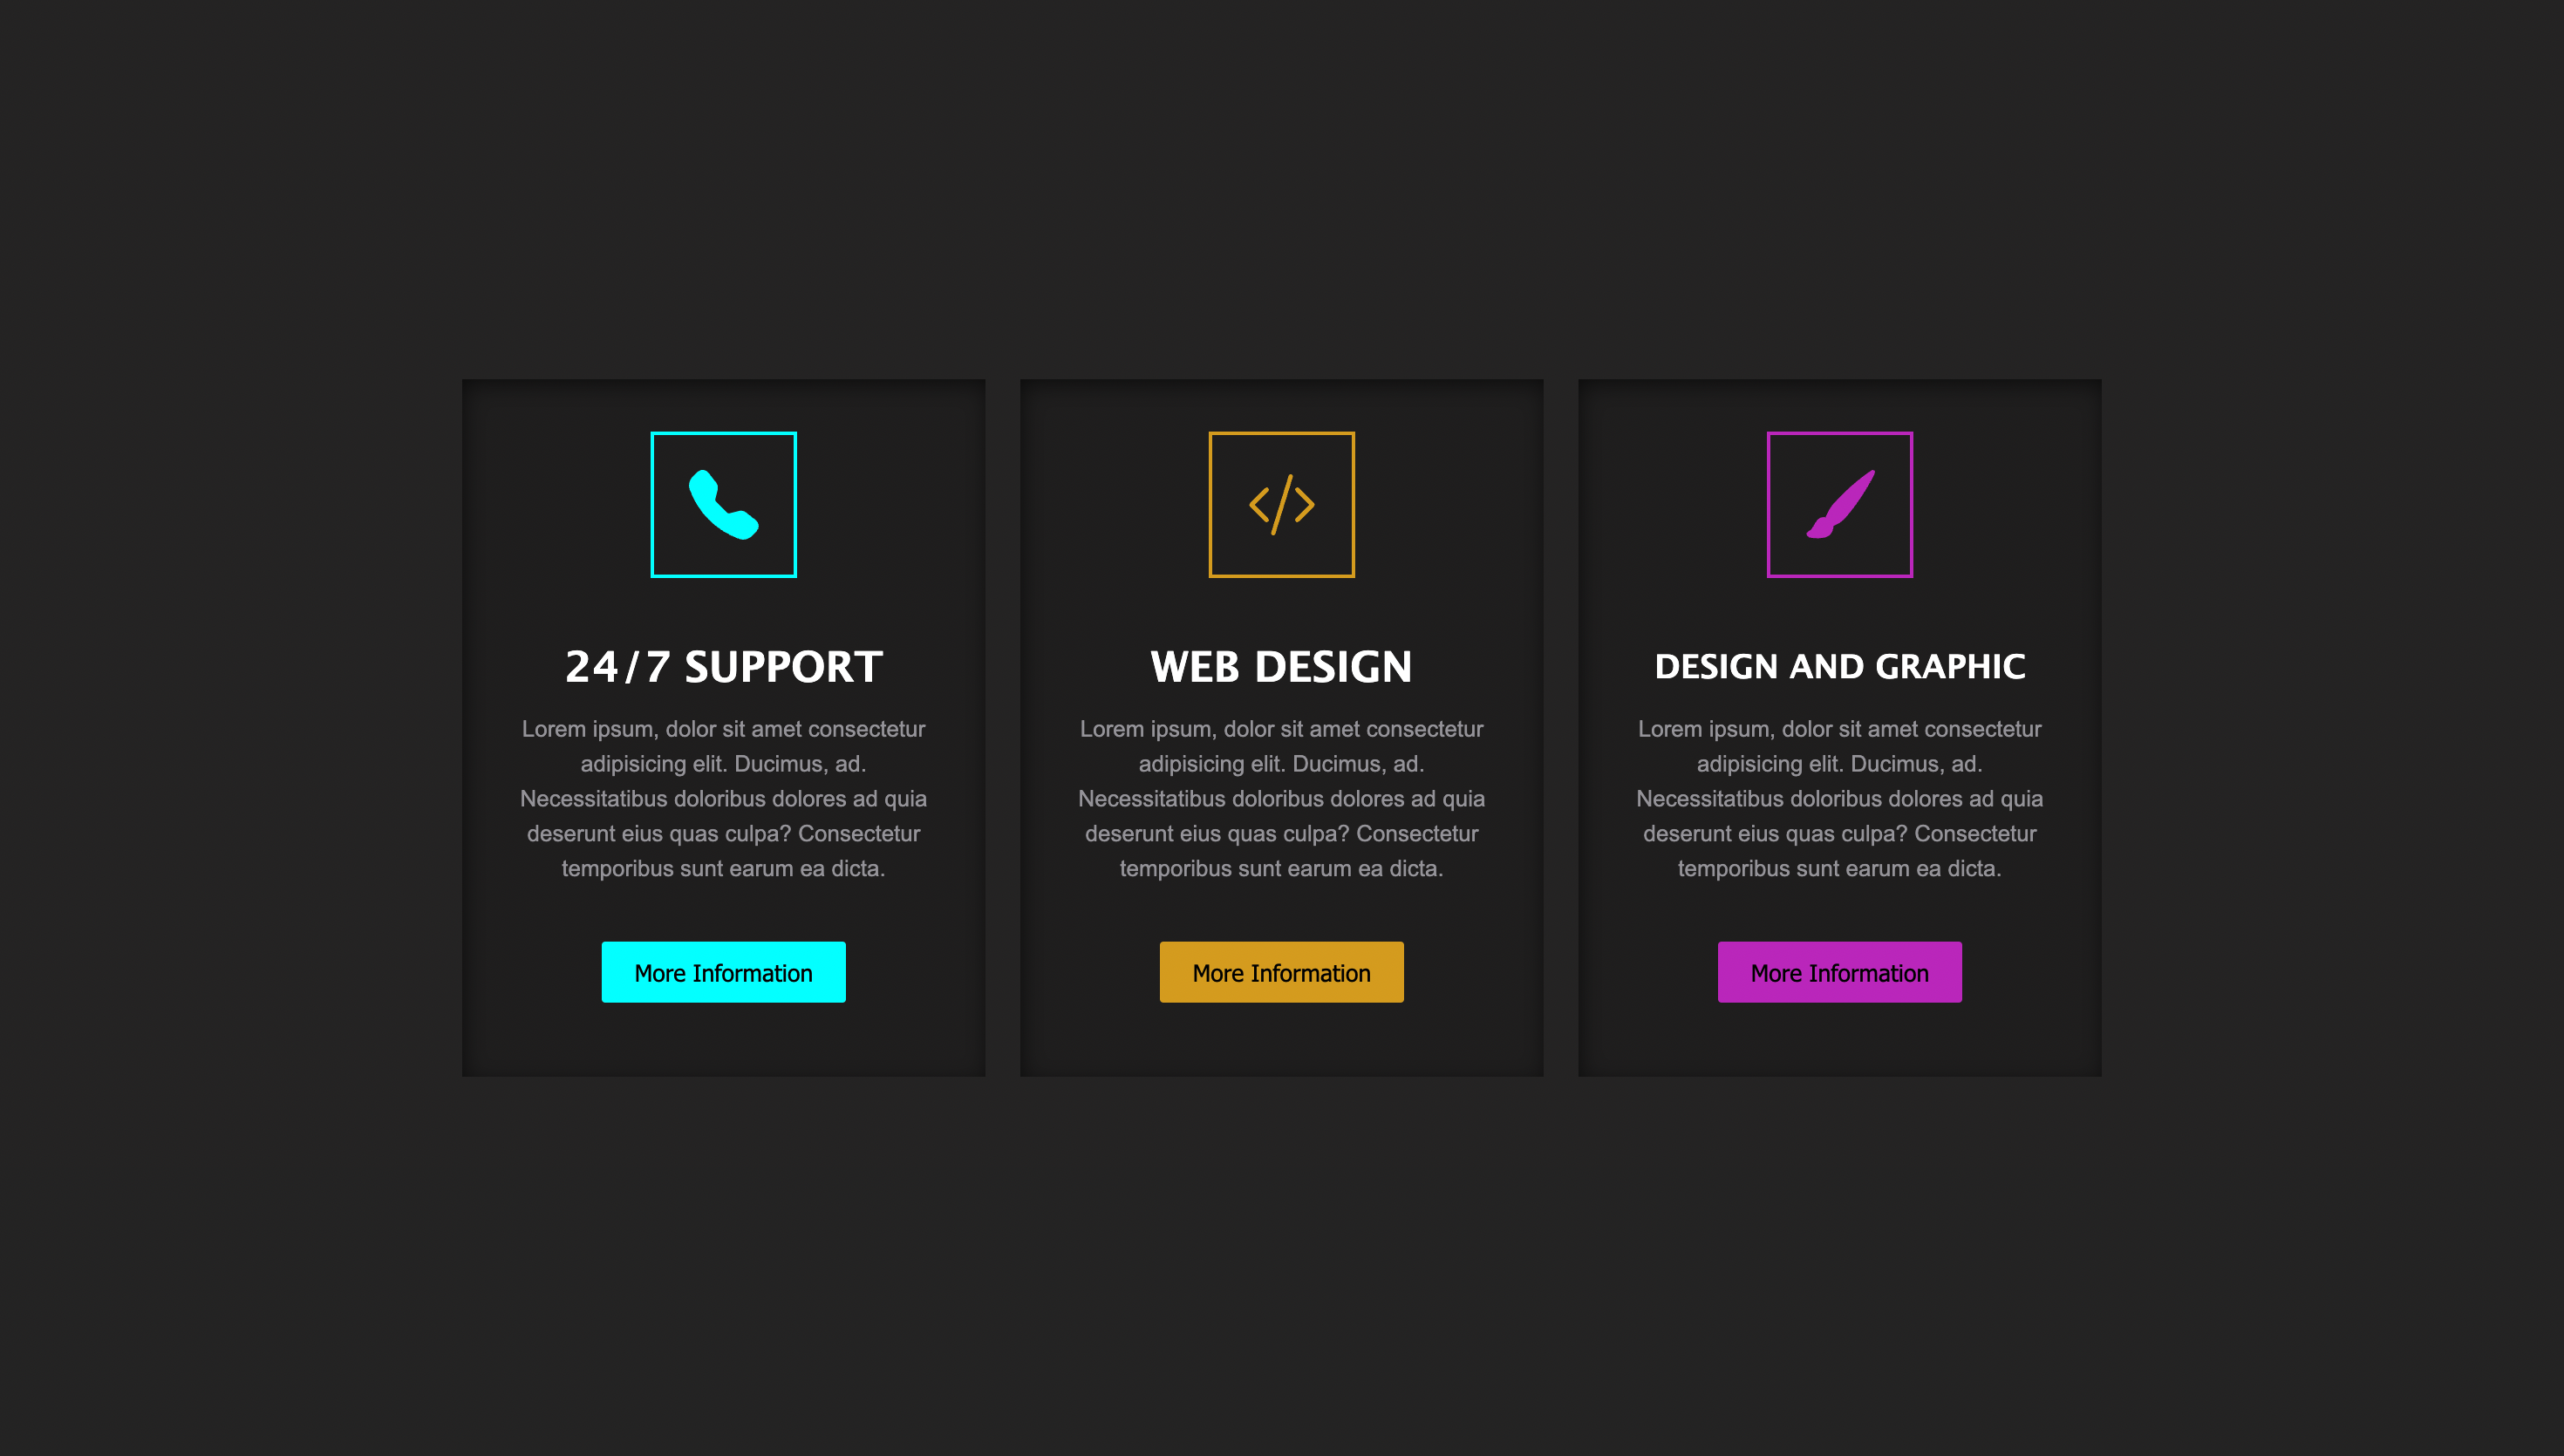 24/7 SUPPORT
Lorem ipsum, dolor sit amet consectetur
adipisicing elit. Ducimus, ad.
Necessitatibus doloribus dolores ad quia
deserunt eius quas culpa? Consectetur
temporibus sunt earum ea dicta.
More Information
WEB DESIGN
Lorem ipsum, dolor sit amet consectetur
adipisicing elit. Ducimus, ad.
Necessitatibus doloribus dolores ad quia
deserunt eius quas culpa? Consectetur
temporibus sunt earum ea dicta.
More Information
DESIGN AND GRAPHIC
Lorem ipsum, dolor sit amet consectetur
adipisicing elit. Ducimus, ad.
Necessitatibus doloribus dolores ad quia
deserunt eius quas culpa? Consectetur
temporibus sunt earum ea dicta.
More Information